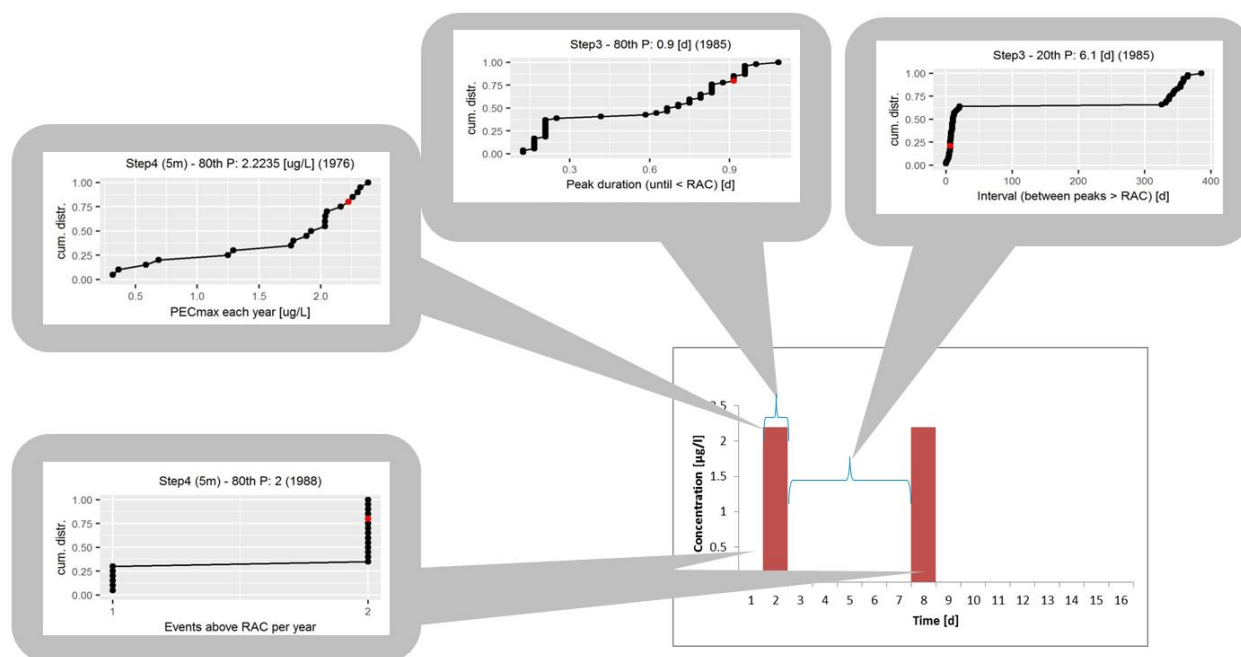 Step3 - 80th P: 0.9 [d] (1985)
cum. distr.
1.00
0.75
0.50
0.25
0.00
0.3
0.6
0.9
Peak duration (until < RAC) [d]
Step3 - 20th P: 6.1 [d] (1985)
cum. distr.
1.00
0.75
0.50
0.25
0.00
0
100
200
300
400
Interval (between peaks > RAC) [d]
Step4 (5m) - 80th P: 2.2235 [ug/L] (1976)
cum. distr.
1.00
0.75
0.50
0.25
0.00
0.5
1.0
1.5
2.0
PECmax each year [ug/L]
Step4 (5m) - 80th P: 2 (1988)
cum. distr.
1.00
0.75
0.50
0.25
0.00
1
2
Events above RAC per year
Concentration [µg/l]
2.5
2
1.5
1
0.5
1 2 3 4 5 6 7 8 9 10 11 12 13 14 15 16
Time [d]